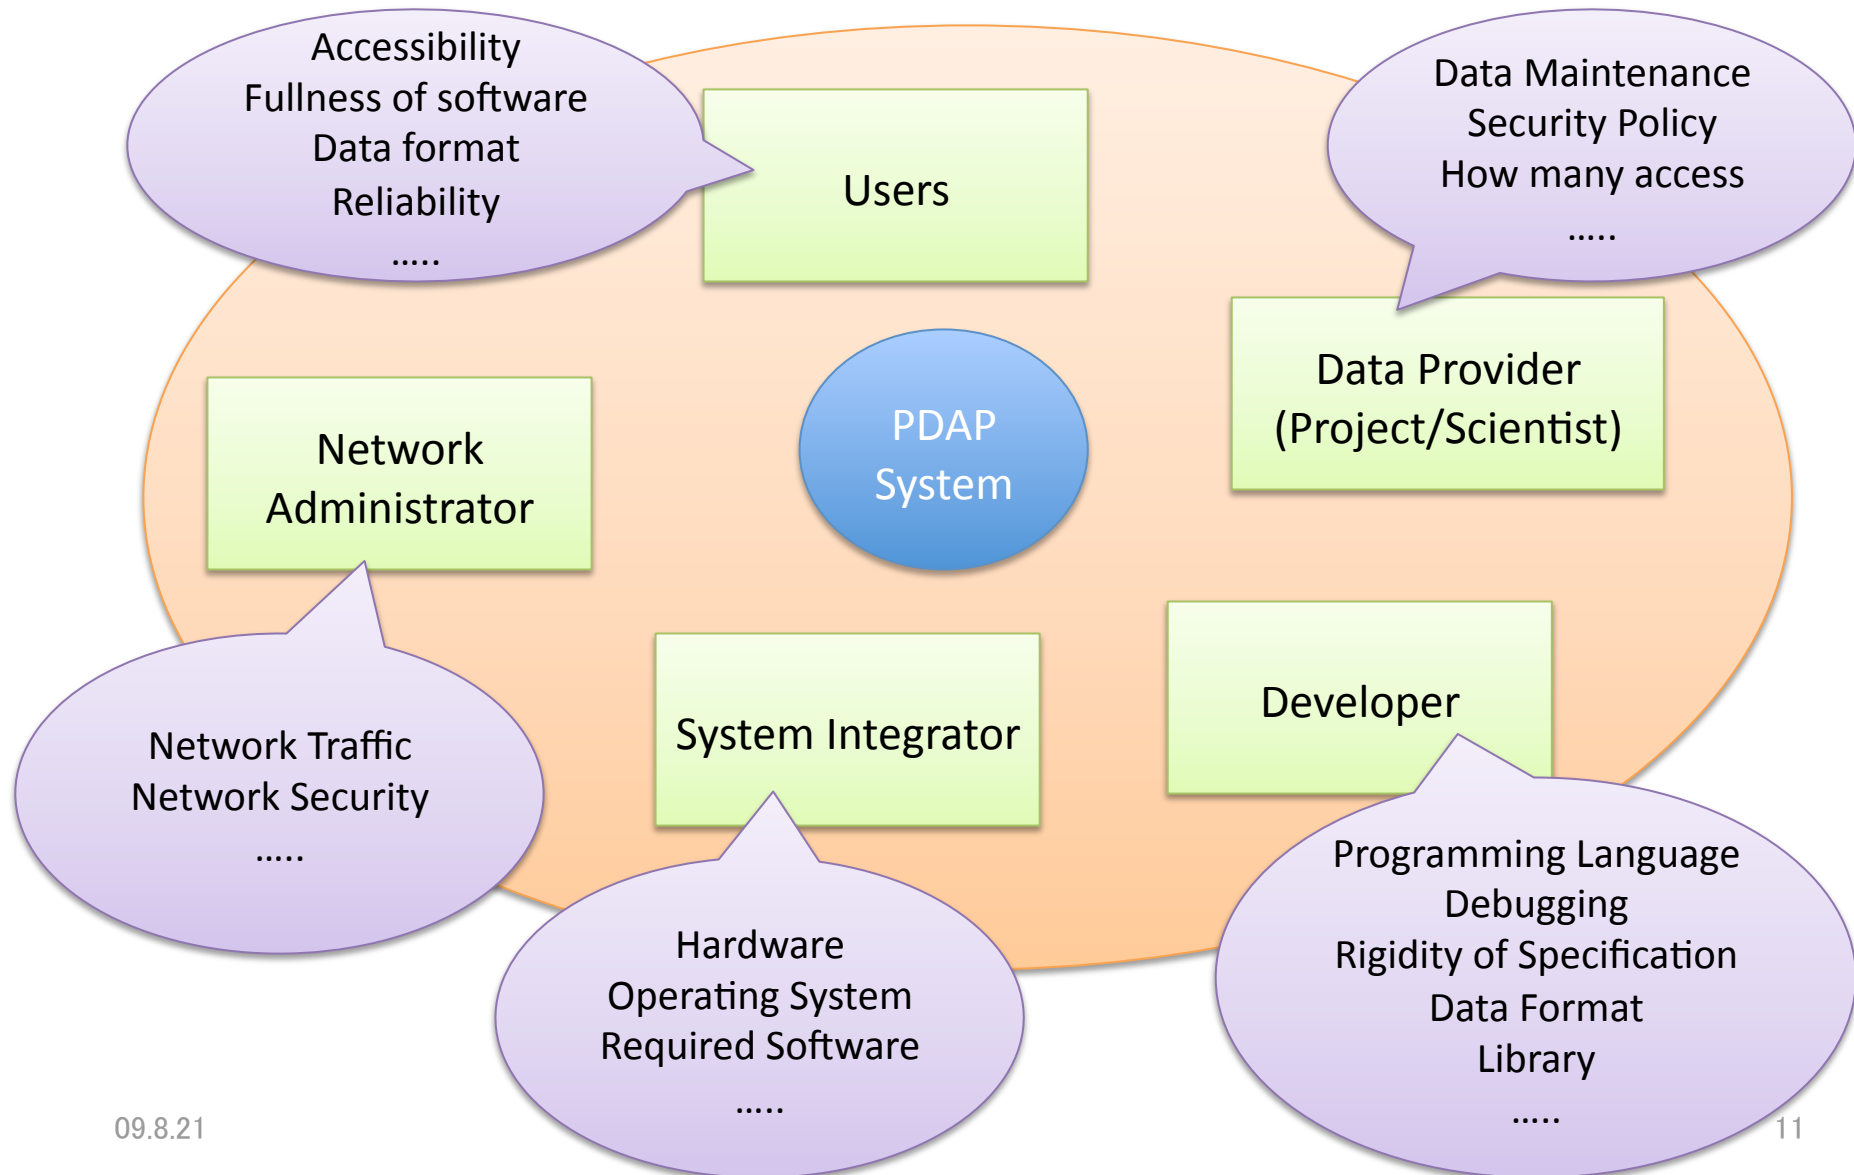 Accessibility
Fullness of software
Data format
Reliability
.....
Users
Data Maintenance
Security Policy
How many access
.....
Data Provider
(Project/Scientist)
PDAP
System
Network
Administrator
Network Traffic
Network Security
.....
System Integrator
Hardware
Operating System
Required Software
.....
Developer
Programming Language
Debugging
Rigidity of Specification
Data Format
Library
.....
09.8.21
11